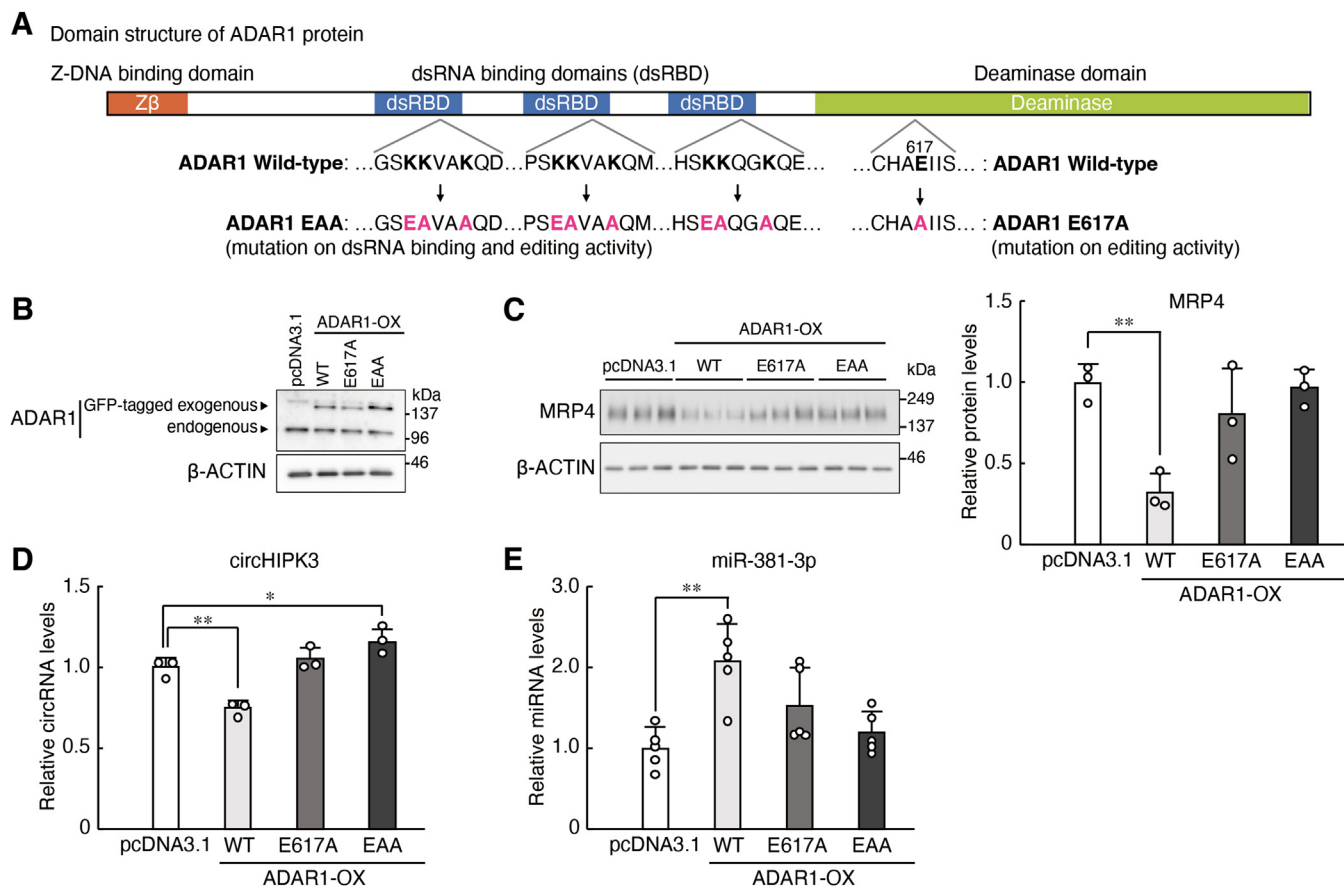 A Domain structure of ADAR1 protein
Z-DNA binding domain dsRNA binding domains (dsRBD) Deaminase domain
Zβ dsRBD dsRBD dsRBD Deaminase
617
ADAR1 Wild-type: ...GSKKVAKQD...PSKKVAKQM...HSKKQGKQE... ...CHAEIIS... : ADAR1 Wild-type
ADAR1 EAA: ...GSEAVAAQD...PSEAVAAQM...HSEAQGAQE... ...CHAAIIS... : ADAR1 E617A
(mutation on dsRNA binding and editing activity) (mutation on editing activity)
B
ADAR1-OX
pcDNA3.1 WT E617A EAA
kDa
ADAR1
GFP-tagged exogenous
endogenous
137
96
46
β-ACTIN
C
ADAR1-OX
pcDNA3.1 WT E617A EAA kDa
MRP4
249
137
46
β-ACTIN
MRP4
Relative protein levels
1.5
1.0
0.5
0
**
pcDNA3.1 WT E617A EAA
ADAR1-OX
D
circHIPK3
Relative circRNA levels
1.5
1.0
0.5
0
*
**
pcDNA3.1 WT E617A EAA
ADAR1-OX
E
miR-381-3p
Relative miRNA levels
3.0
2.0
1.0
0
**
pcDNA3.1 WT E617A EAA
ADAR1-OX